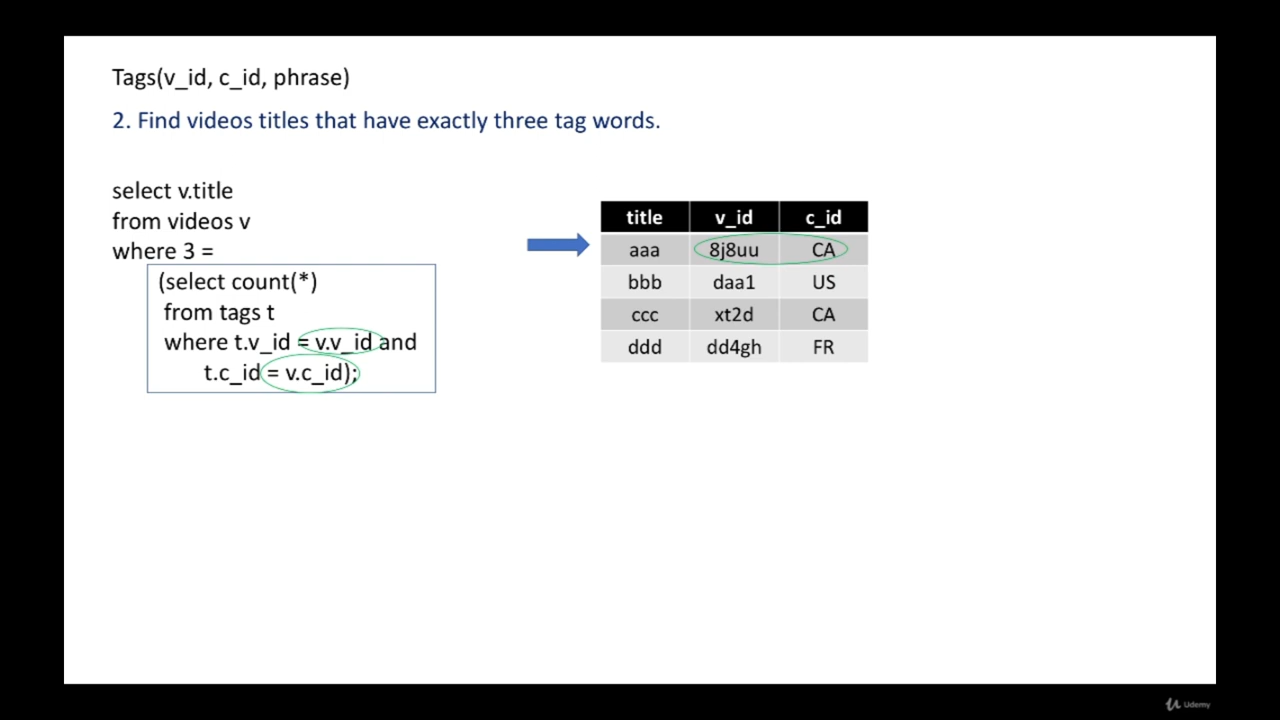 Tags(v_id, c_id, phrase)
2. Find videos titles that have exactly three tag words.
select v.title
from videos v
where 3 =
(select count(*)
from tags t
where t.v_id = v.v_id and
t.c_id = v.c_id);
title v_id c_id
aaa 8j8uu CA
bbb daa1 US
ccc xt2d CA
ddd dd4gh FR
Udemy